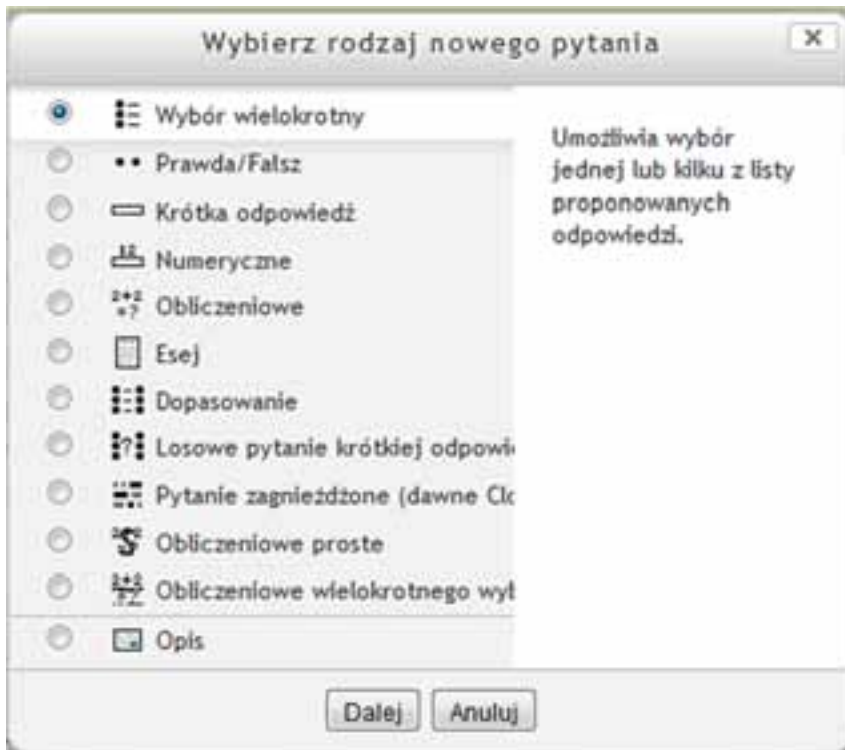 Wybierz rodzaj nowego pytania
Wybór wielokrotny
Prawda/Fałsz
Krótka odpowiedź
Numeryczne
Obliczeniowe
Esej
Dopasowanie
Losowe pytanie krótkiej odpowi
Pytanie zagnieżdżone (dawne Clo
Obliczeniowe proste
Obliczeniowe wielokrotnego wyb
Opis
Umożliwia wybór
jednej lub kilku z listy
proponowanych
odpowiedzi.
Dalej
Anuluj